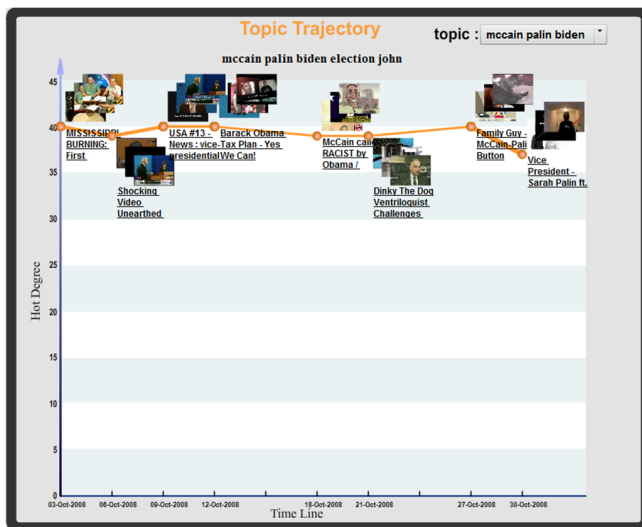 Topic Trajectory
topic : mccain palin biden
mccain palin biden election john
45
40
35
30
25
20
15
10
5
0
Hot Degree
MISSISSIPPI
BURNING:
First
Shocking
Video
Unearthed
USA #13 -
News : vice-
presidential
Barack Obama
Tax Plan - Yes
We Can!
McCain called
RACIST by
Obama /
Dinky The Dog
Ventriloquist
Challenges
Family Guy -
McCain-Pali
Button
Vice
President -
Sarah Palin ft.
03-Oct-2008
06-Oct-2008
09-Oct-2008
12-Oct-2008
18-Oct-2008
21-Oct-2008
27-Oct-2008
30-Oct-2008
Time Line